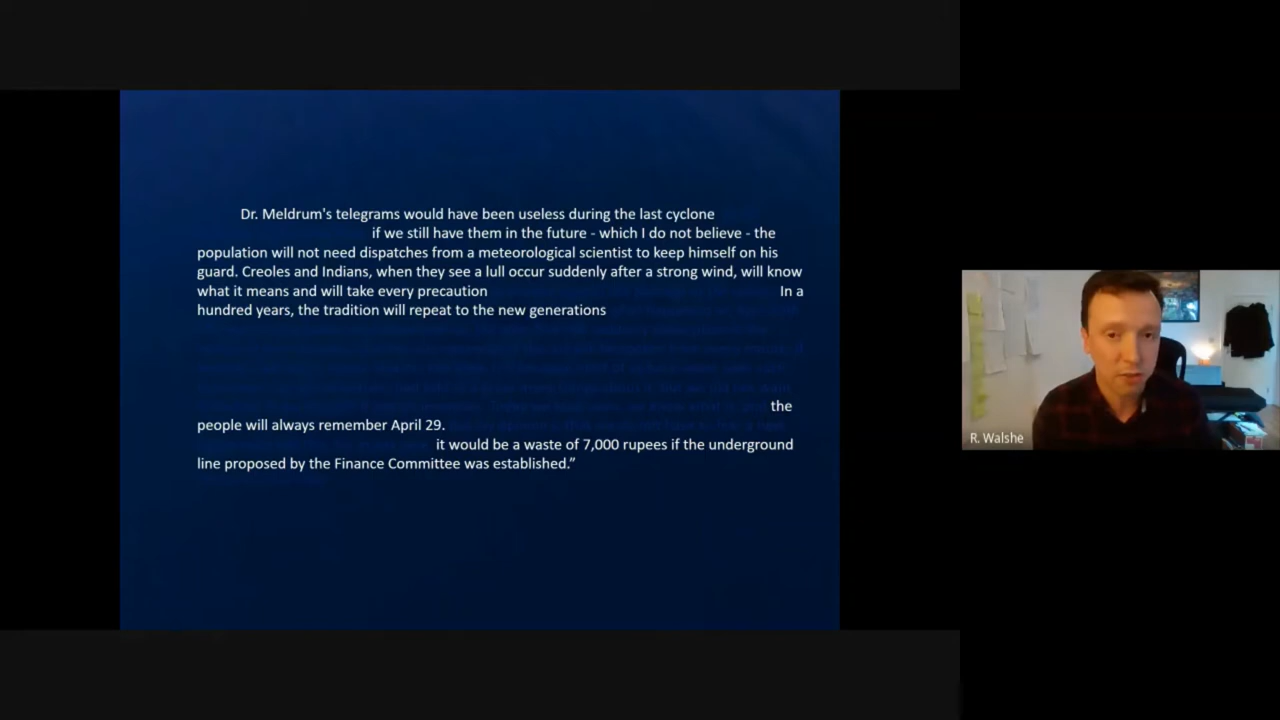 Dr. Meldrum's telegrams would have been useless during the last cyclone
if we still have them in the future - which I do not believe - the
population will not need dispatches from a meteorological scientist to keep himself on his
guard. Creoles and Indians, when they see a lull occur suddenly after a strong wind, will know
what it means and will take every precaution In a
hundred years, the tradition will repeat to the new generations
the
people will always remember April 29.
it would be a waste of 7,000 rupees if the underground
line proposed by the Finance Committee was established.”
R. Walshe